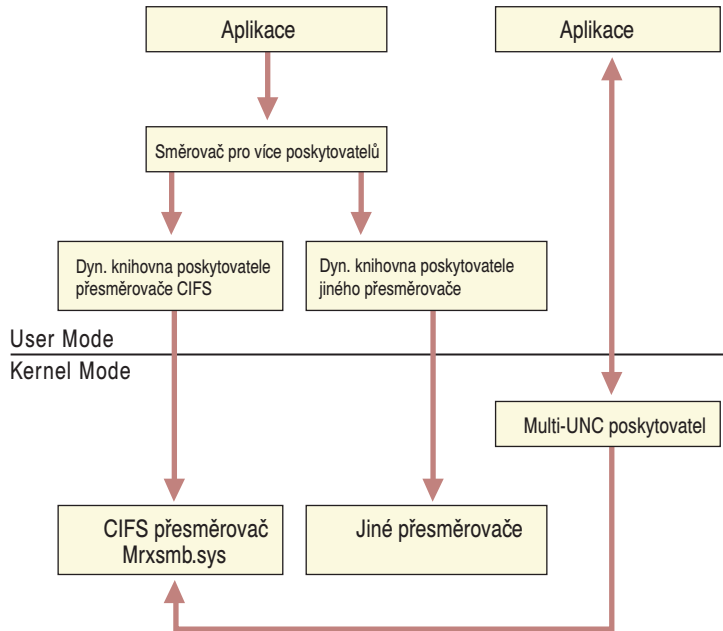 Aplikace
Aplikace
Směrovač pro více poskytovatelů
Dyn. knihovna poskytovatele
přesměrovače CIFS
Dyn. knihovna poskytovatele
jiného přesměrovače
User Mode
Kernel Mode
Multi-UNC poskytovatel
CIFS přesměrovač
Mrxsmb.sys
Jiné přesměrovače